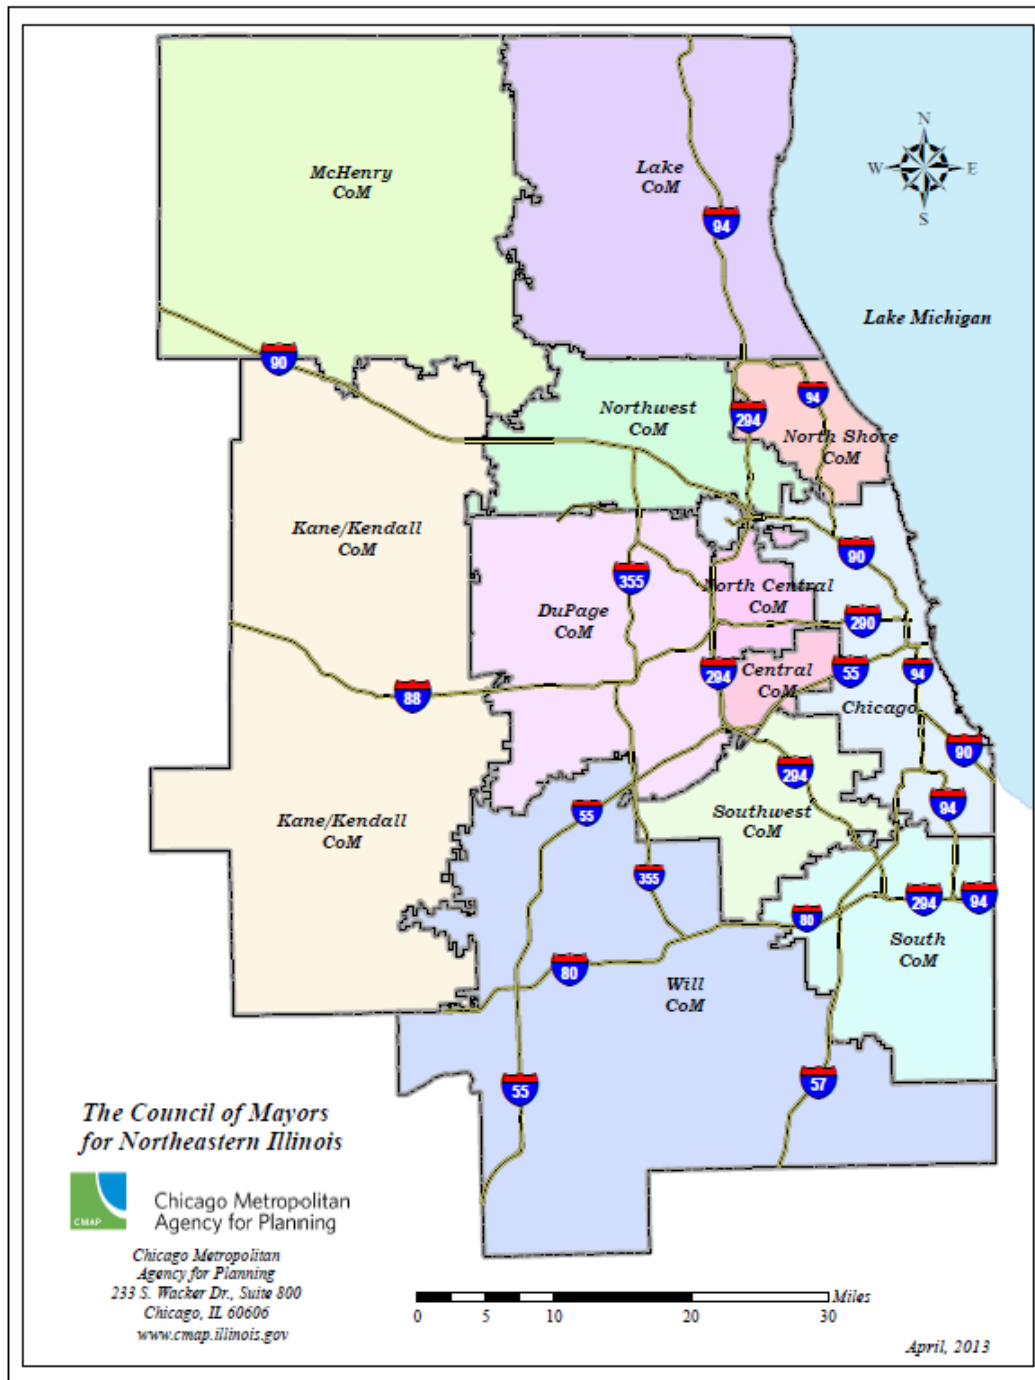 N
W
E
S
McHenry
CoM
Lake
CoM
94
Lake Michigan
90
94
294
Northwest
CoM
North Shore
CoM
Kane/Kendall
CoM
90
355
North Central
CoM
DuPage
CoM
290
294
Central
CoM
55
94
88
Chicago
90
294
94
Kane/Kendall
CoM
55
Southwest
CoM
355
294
94
80
South
CoM
80
Will
CoM
55
57
The Council of Mayors
for Northeastern Illinois
CMAP
Chicago Metropolitan
Agency for Planning
Chicago Metropolitan
Agency for Planning
233 S. Wacker Dr., Suite 800
Chicago, IL 60606
www.cmap.illinois.gov
Miles
0 5 10 20 30
April, 2013